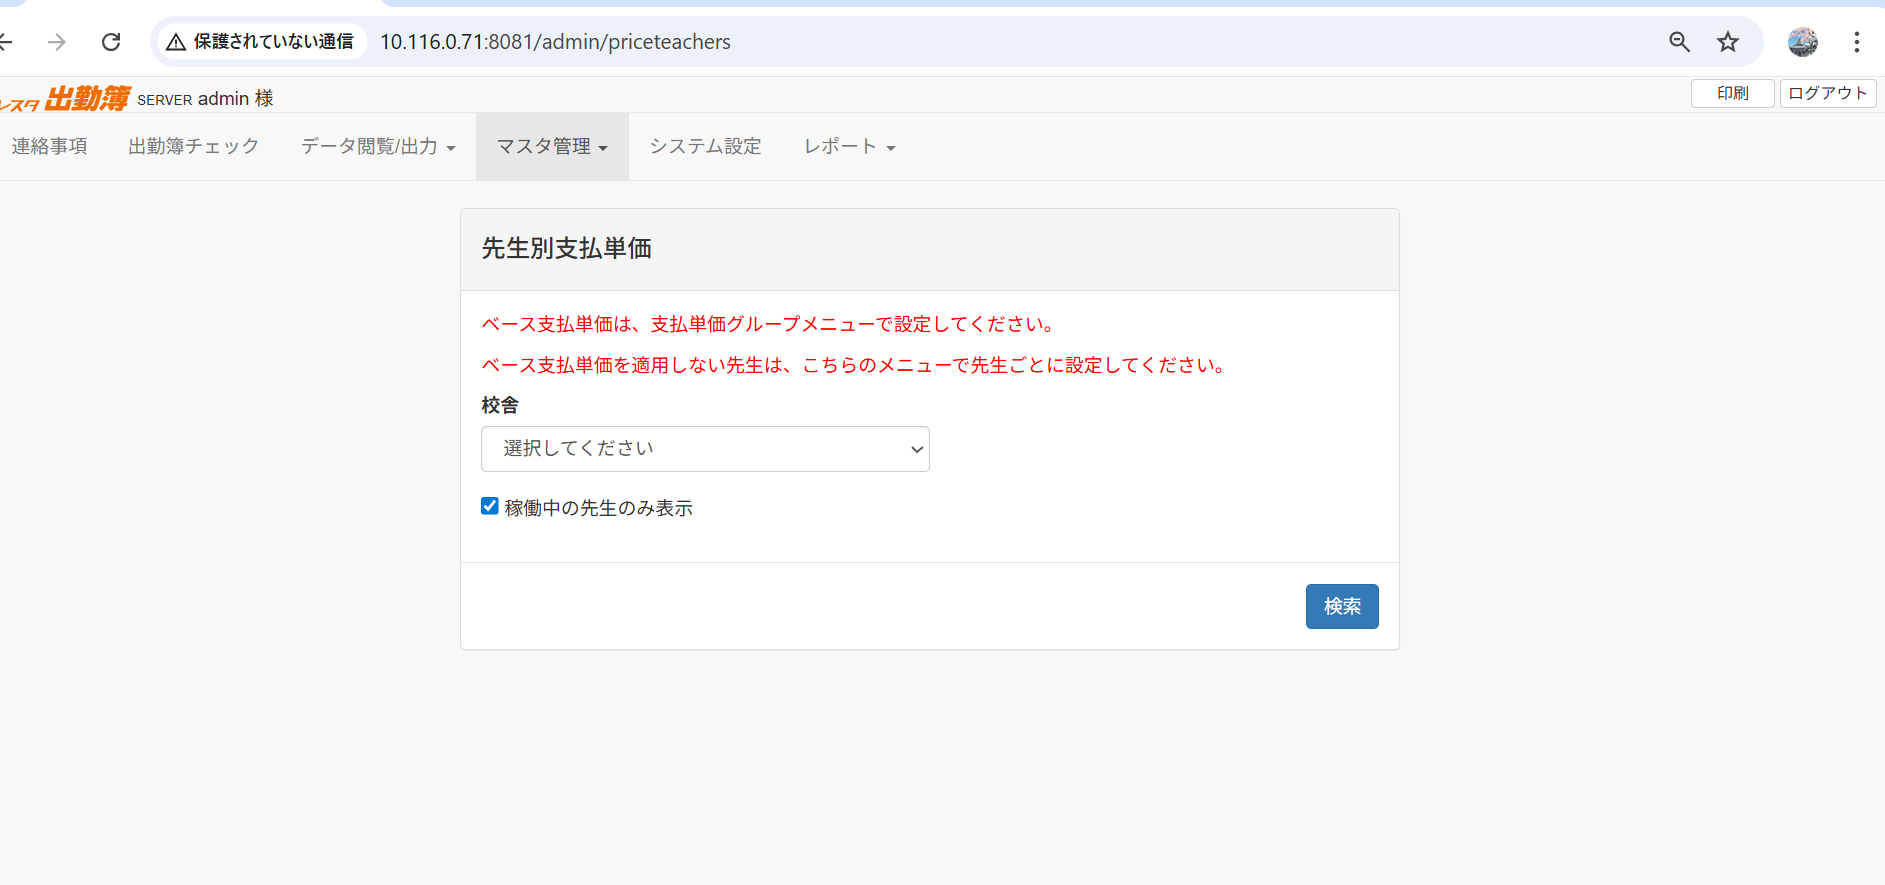 保護されていない通信 10.116.0.71:8081/admin/priceteachers
レスタ 出勤簿 SERVER admin 様
印刷 ログアウト
連絡事項 出勤簿チェック データ閲覧/出力 マスタ管理 システム設定 レポート
先生別支払単価
ベース支払単価は、支払単価グループメニューで設定してください。
ベース支払単価を適用しない先生は、こちらのメニューで先生ごとに設定してください。
校舎
選択してください
稼働中の先生のみ表示
検索